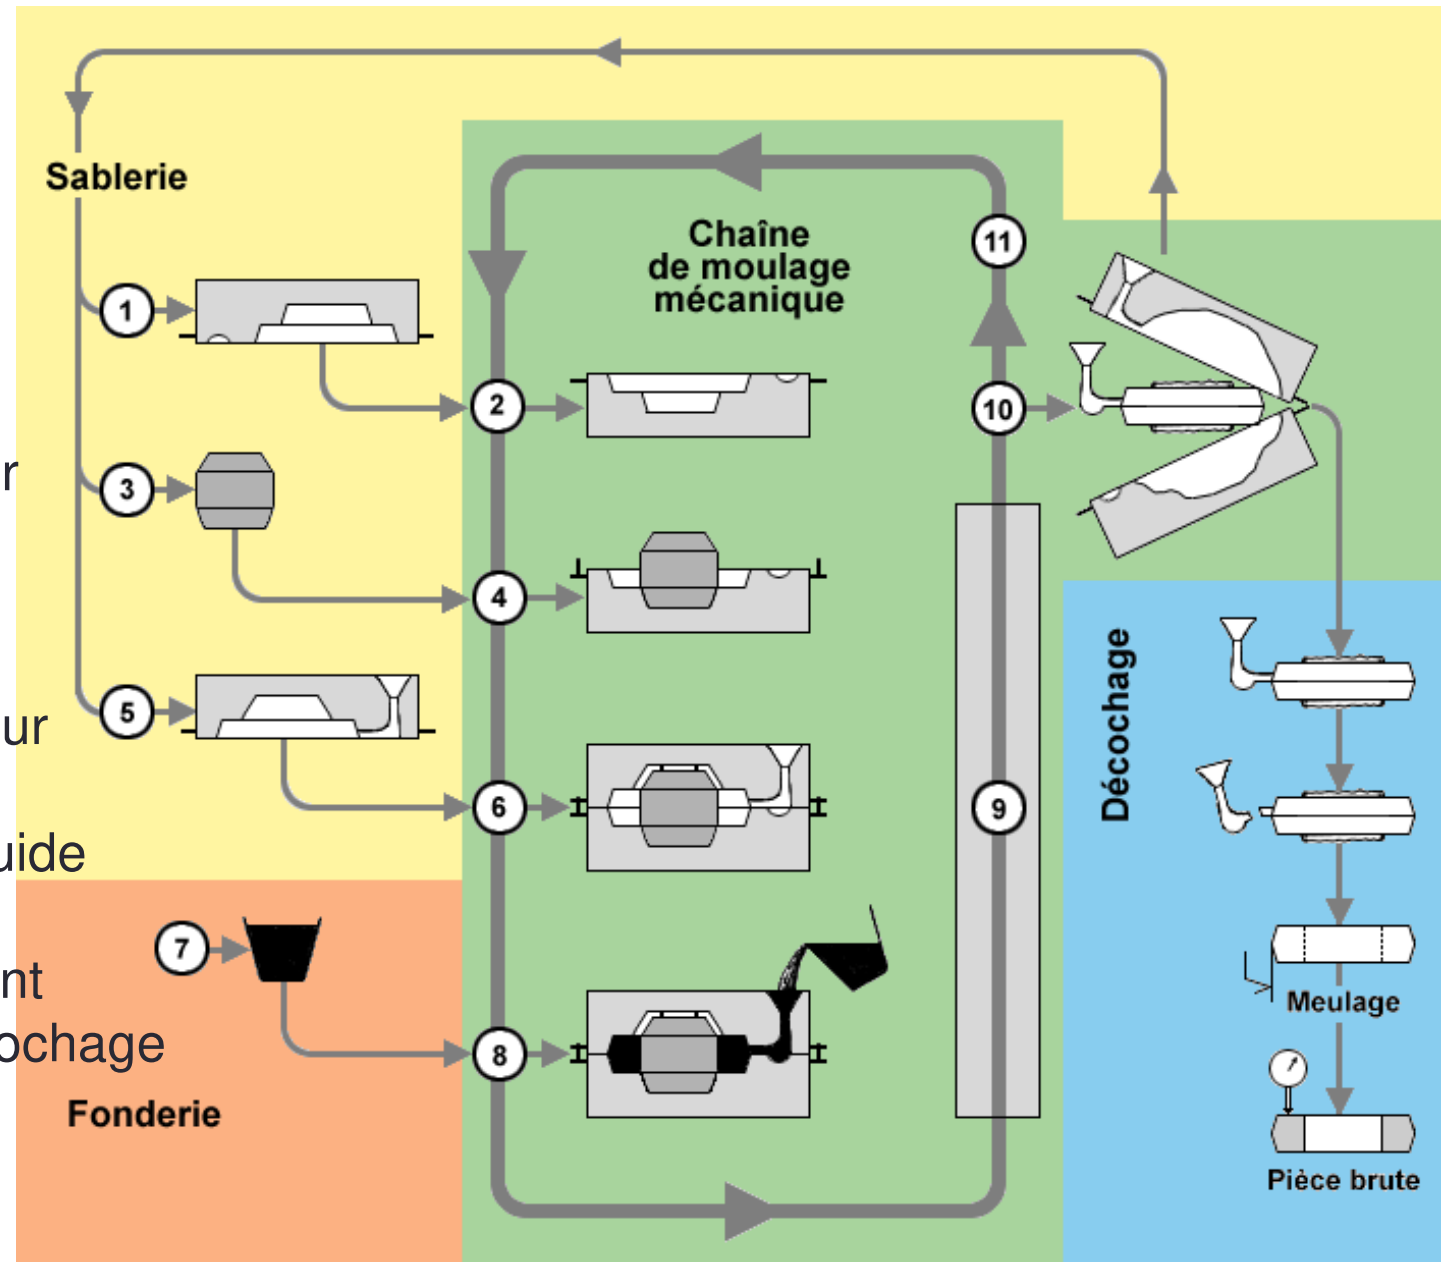 Sablerie
Chaîne
de moulage
mécanique
11
1
2
10
r
3
4
5
ur
6
9
uide
7
nt
ochage
8
Fonderie
Décochage
Meulage
Pièce brute